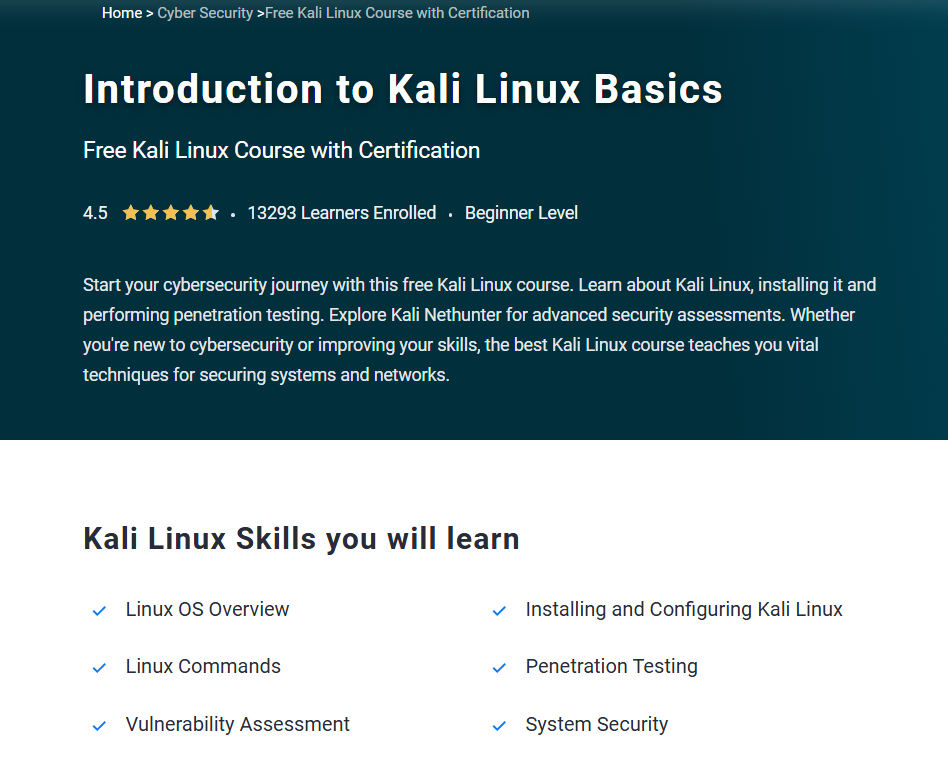 Home > Cyber Security >Free Kali Linux Course with Certification
Introduction to Kali Linux Basics
Free Kali Linux Course with Certification
4.5 • 13293 Learners Enrolled • Beginner Level
Start your cybersecurity journey with this free Kali Linux course. Learn about Kali Linux, installing it and
performing penetration testing. Explore Kali Nethunter for advanced security assessments. Whether
you're new to cybersecurity or improving your skills, the best Kali Linux course teaches you vital
techniques for securing systems and networks.
Kali Linux Skills you will learn
Linux OS Overview
Installing and Configuring Kali Linux
Linux Commands
Penetration Testing
Vulnerability Assessment
System Security